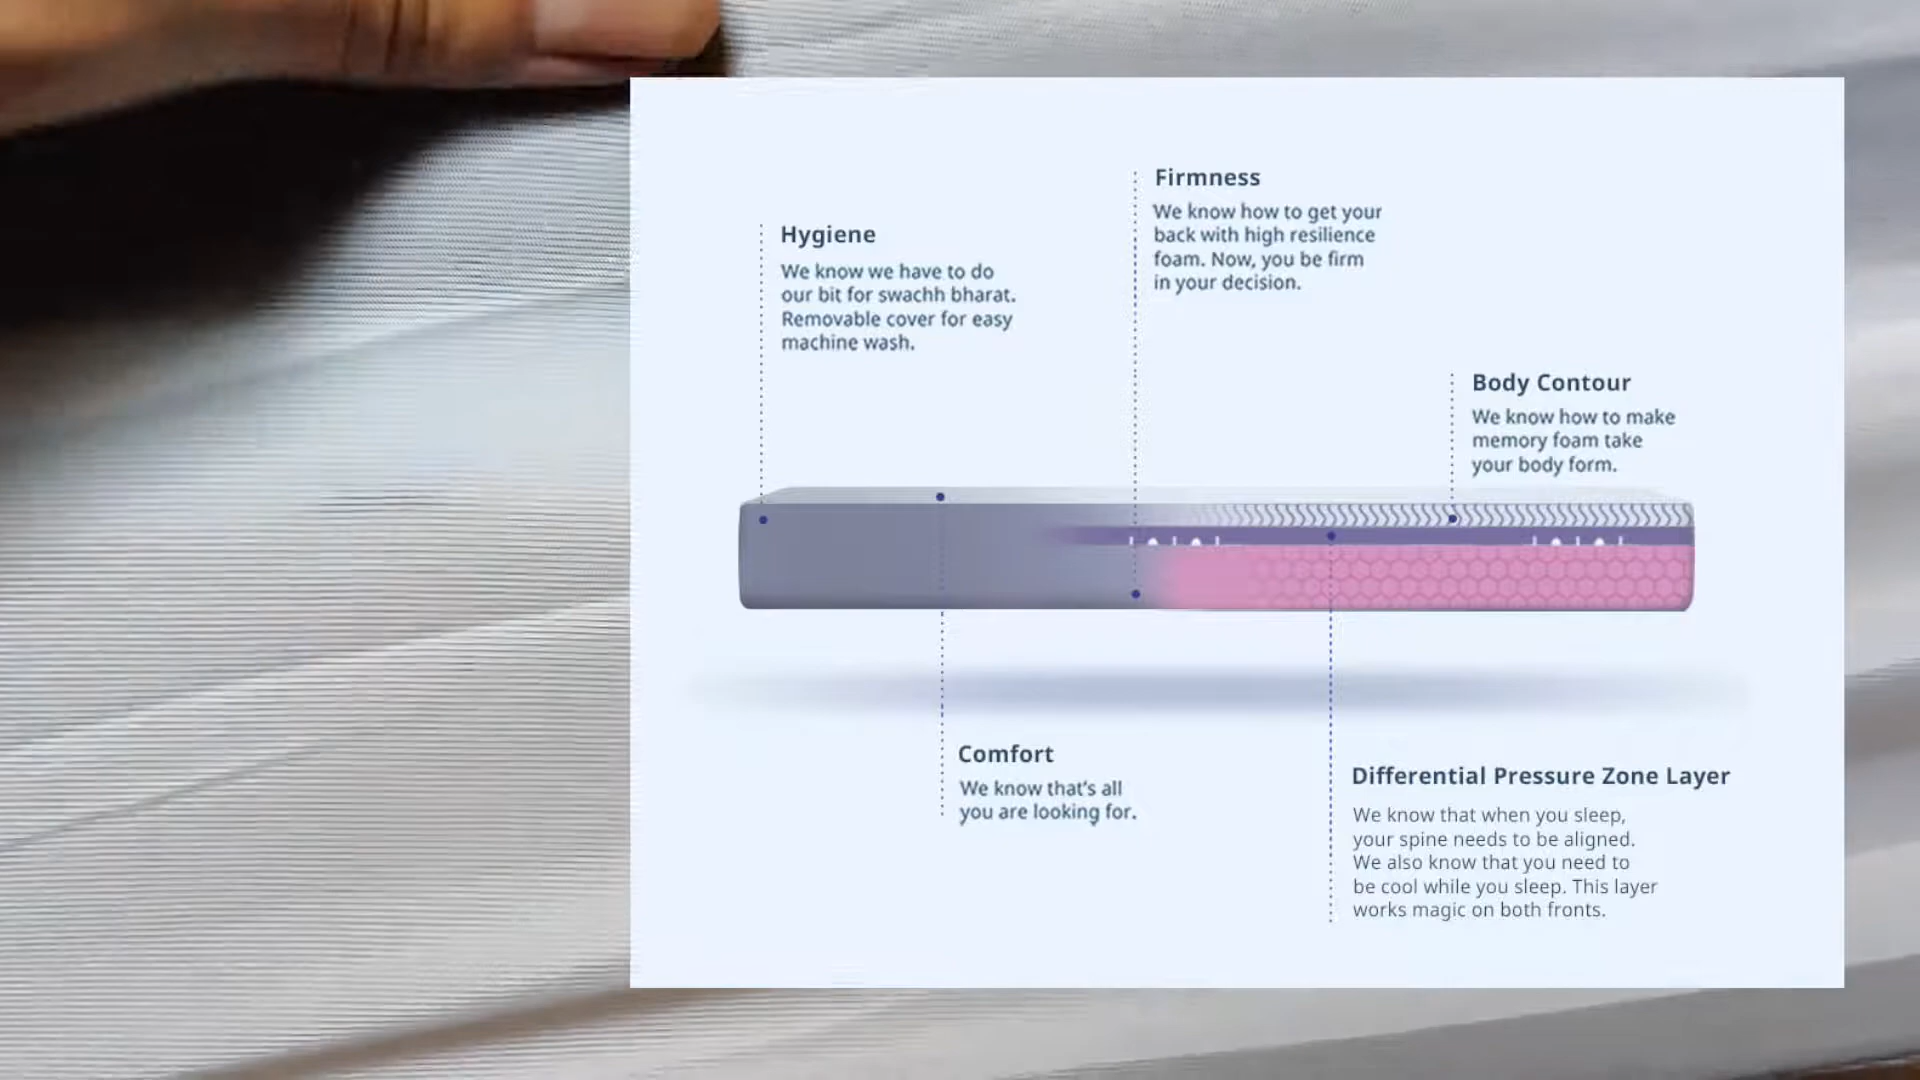 Hygiene
We know we have to do
our bit for swachh bharat.
Removable cover for easy
machine wash.
Firmness
We know how to get your
back with high resilience
foam. Now, you be firm
in your decision.
Body Contour
We know how to make
memory foam take
your body form.
Comfort
We know that's all
you are looking for.
Differential Pressure Zone Layer
We know that when you sleep,
your spine needs to be aligned.
We also know that you need to
be cool while you sleep. This layer
works magic on both fronts.